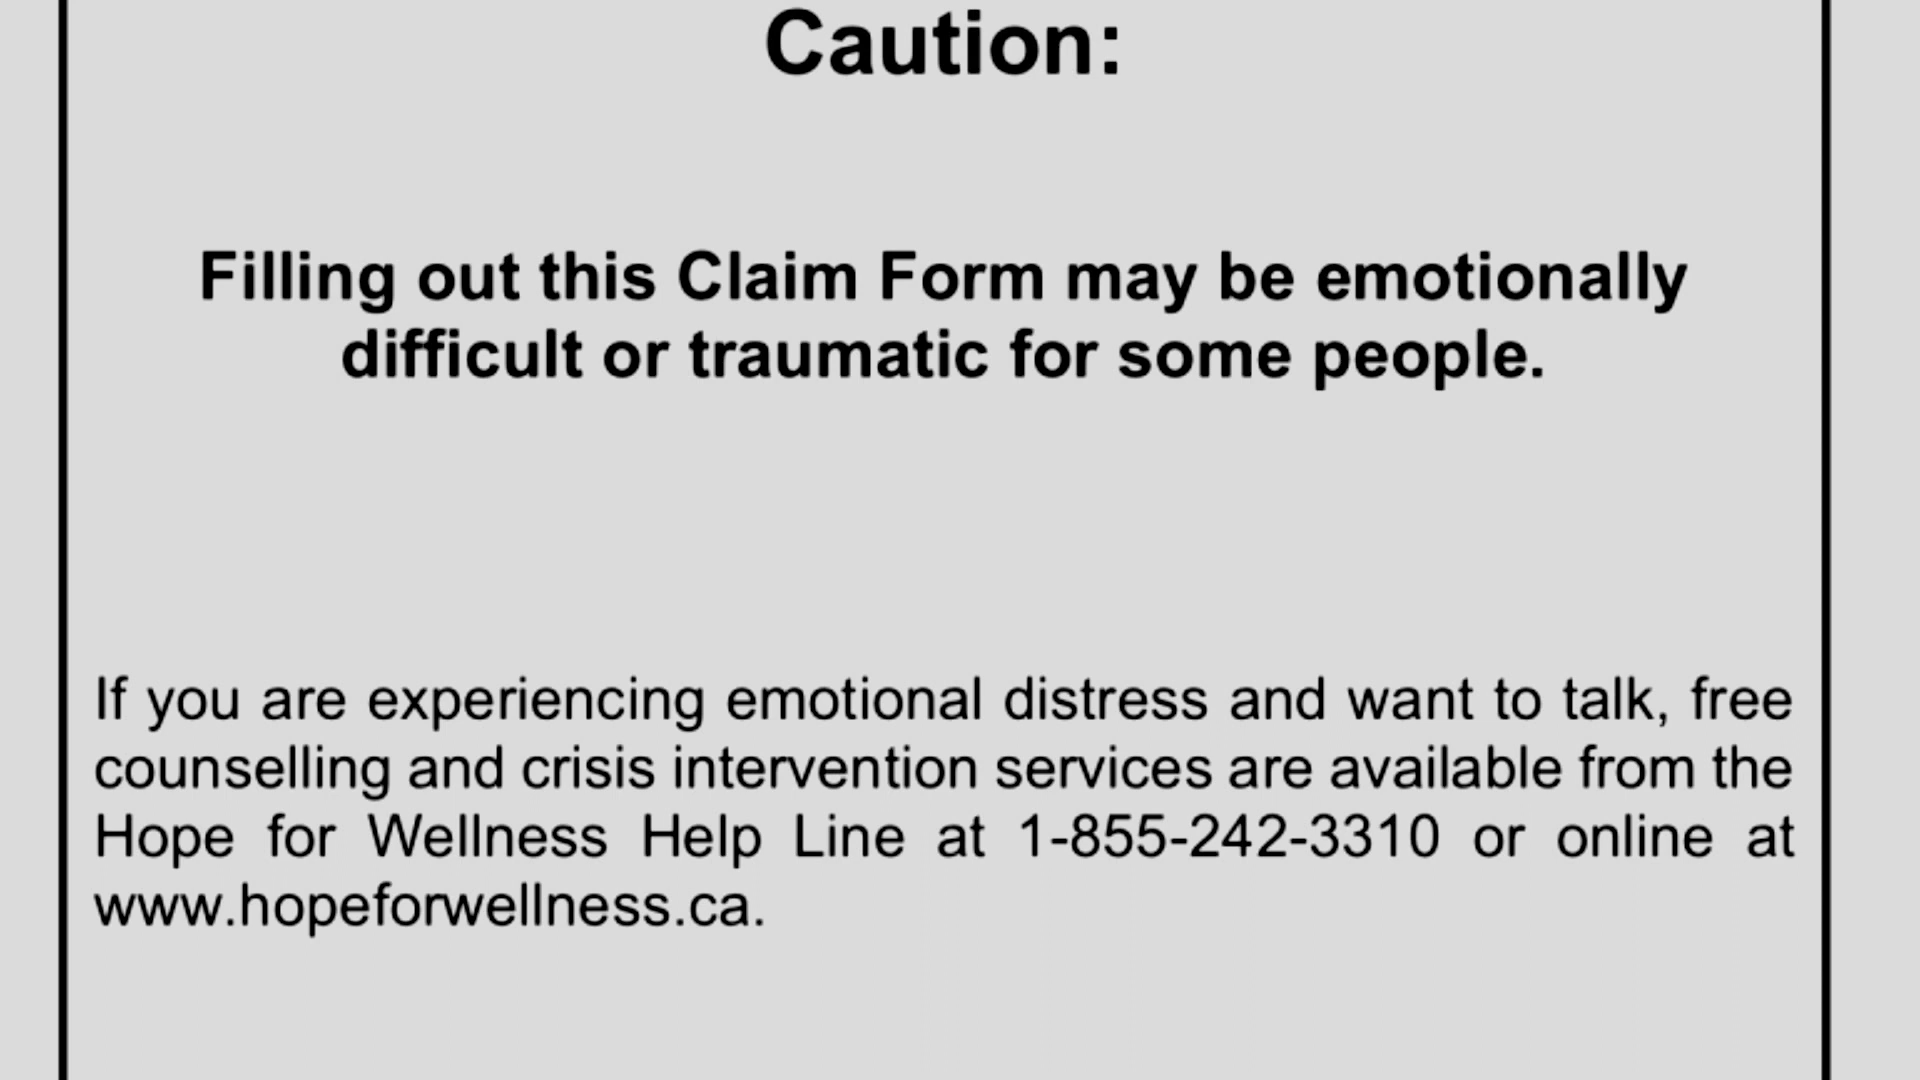 Caution:
Filling out this Claim Form may be emotionally
difficult or traumatic for some people.
If you are experiencing emotional distress and want to talk, free
counselling and crisis intervention services are available from the
Hope for Wellness Help Line at 1-855-242-3310 or online at
www.hopeforwellness.ca.